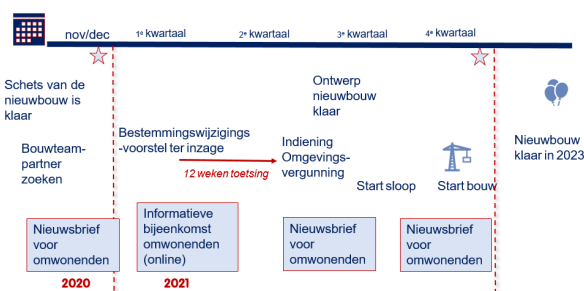 nov/dec
1e kwartaal
2e kwartaal
3e kwartaal
4e kwartaal
Schets van de
nieuwbouw is
klaar
Bouwteam-
partner
zoeken
Bestemmingswijzigings
-voorstel ter inzage
12 weken toetsing
Ontwerp
nieuwbouw
klaar
Indiening
Omgevings-
vergunning
Start sloop
Start bouw
Nieuwbouw
klaar in 2023
Nieuwsbrief
voor
omwonenden
Informatieve
bijeenkomst
omwonenden
(online)
Nieuwsbrief
voor
omwonenden
Nieuwsbrief
voor
omwonenden
2020
2021